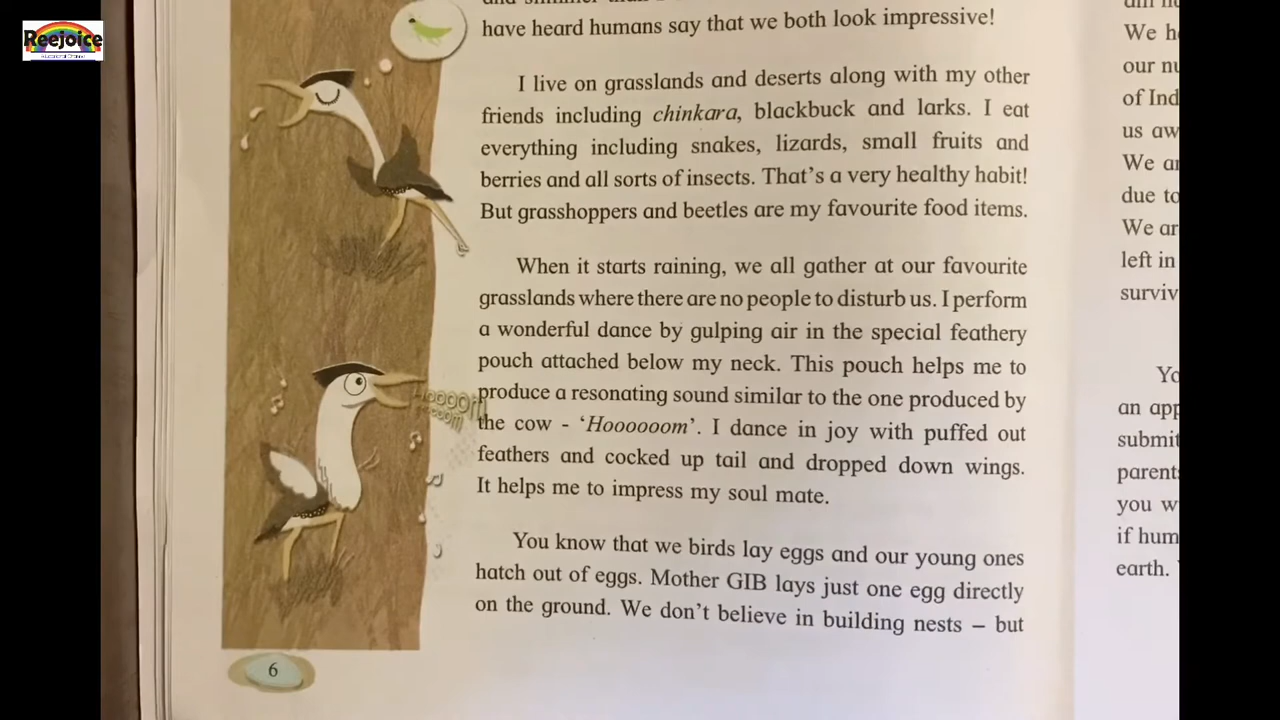 Reejoice
have heard humans say that we both look impressive!
I live on grasslands and deserts along with my other
friends including chinkara, blackbuck and larks. I eat
everything including snakes, lizards, small fruits and
berries and all sorts of insects. That's a very healthy habit!
But grasshoppers and beetles are my favourite food items.
When it starts raining, we all gather at our favourite
grasslands where there are no people to disturb us. I perform
a wonderful dance by gulping air in the special feathery
pouch attached below my neck. This pouch helps me to
produce a resonating sound similar to the one produced by
the cow - 'Hoooooom'. I dance in joy with puffed out
feathers and cocked up tail and dropped down wings.
It helps me to impress my soul mate.
You know that we birds lay eggs and our young ones
hatch out of eggs. Mother GIB lays just one egg directly
on the ground. We don't believe in building nests – but
6
We
our
of Ind
us aw
We
due to
We
left in
surviv
an app
submit
parents
you w
if hum
earth.